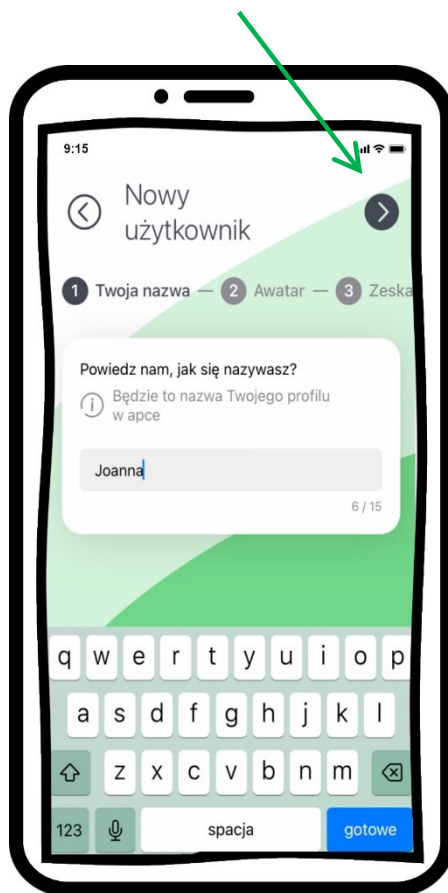 9:15
Nowy
użytkownik
1 Twoja nazwa — 2 Awatar — 3 Zeska
Powiedz nam, jak się nazywasz?
Będzie to nazwa Twojego profilu
w apce
Joanna
6 / 15
q w e r t y u i o p
a s d f g h j k l
z x c v b n m
123 spacja gotowe